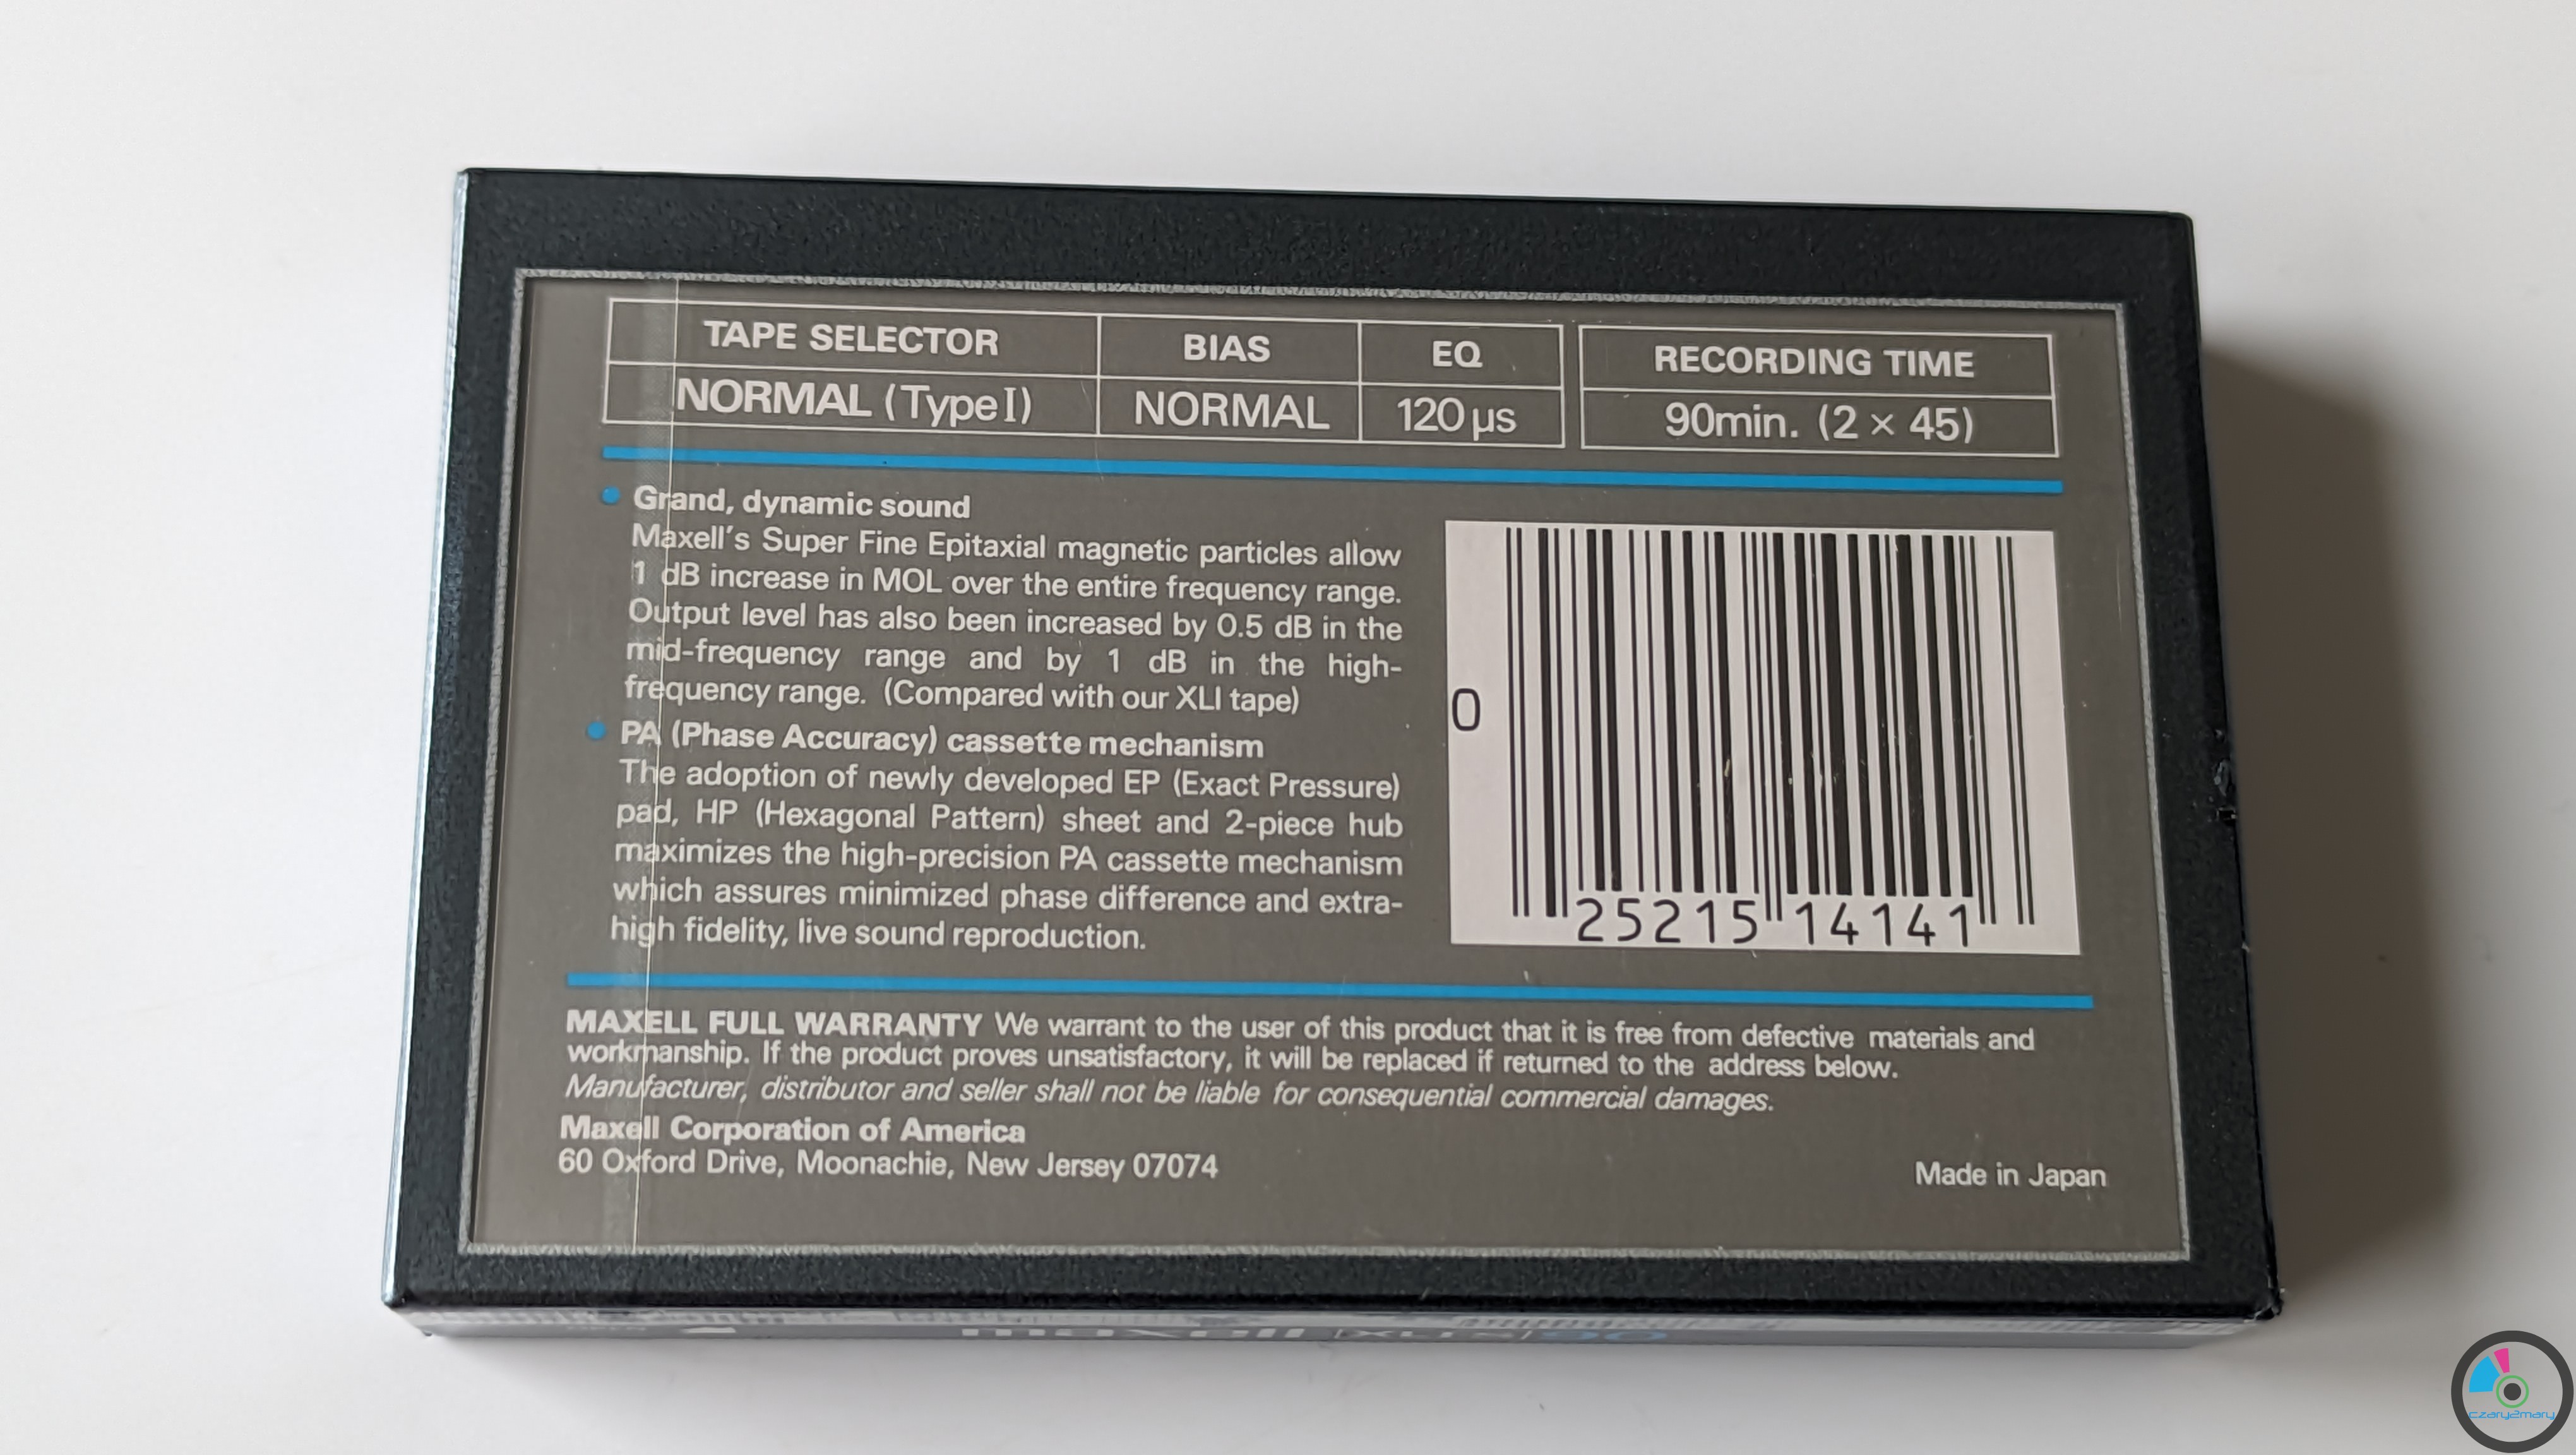 TAPE SELECTOR BIAS EQ RECORDING TIME
NORMAL (Type I) NORMAL 120 µs 90min. (2 × 45)
Grand, dynamic sound
Maxell's Super Fine Epitaxial magnetic particles allow
1 dB increase in MOL over the entire frequency range.
Output level has also been increased by 0.5 dB in the
mid-frequency range and by 1 dB in the high-
frequency range. (Compared with our XLI tape)
PA (Phase Accuracy) cassette mechanism
The adoption of newly developed EP (Exact Pressure)
pad, HP (Hexagonal Pattern) sheet and 2-piece hub
maximizes the high-precision PA cassette mechanism
which assures minimized phase difference and extra-
high fidelity, live sound reproduction.
0
25215 14141
MAXELL FULL WARRANTY We warrant to the user of this product that it is free from defective materials and
workmanship. If the product proves unsatisfactory, it will be replaced if returned to the address below.
Manufacturer, distributor and seller shall not be liable for consequential commercial damages.
Maxell Corporation of America
60 Oxford Drive, Moonachie, New Jersey 07074
Made in Japan
maxell XLI-S 90
czary2mary